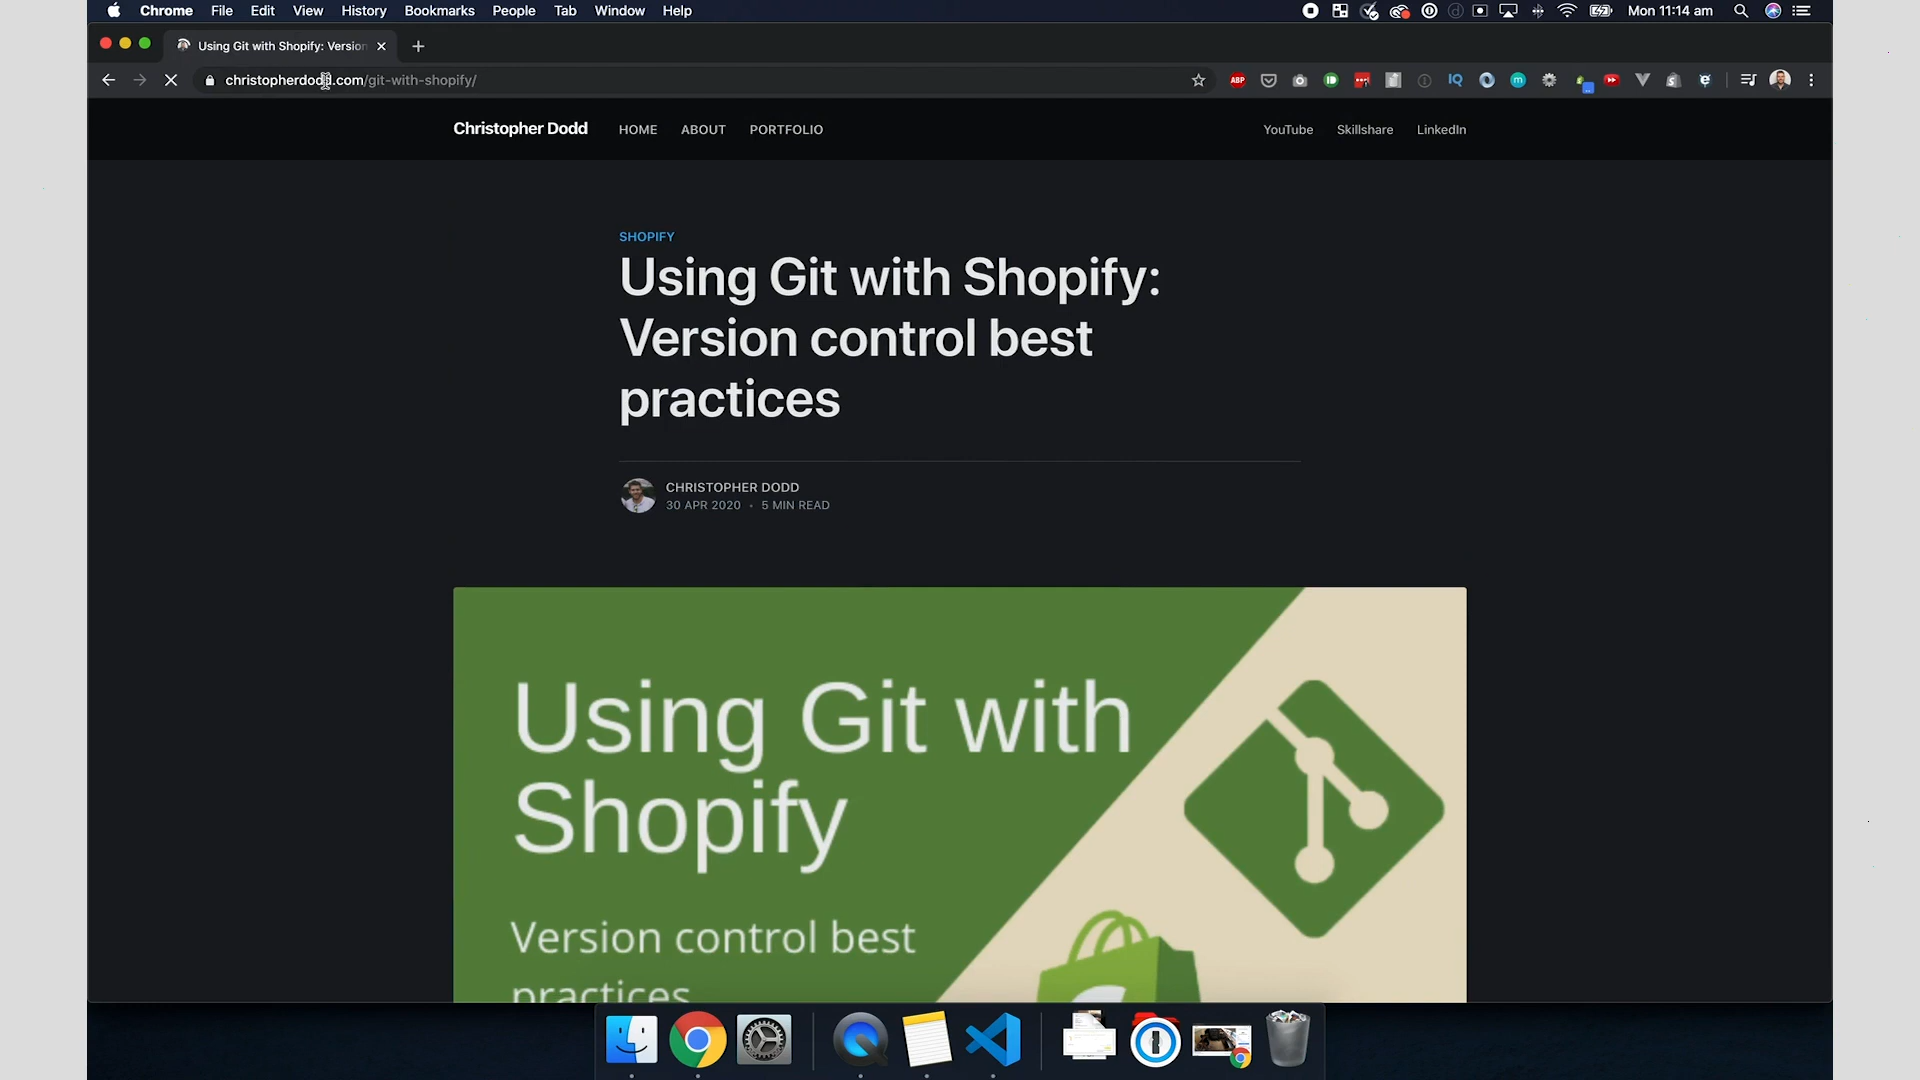 Chrome File Edit View History Bookmarks People Tab Window Help
Mon 11:14 am
Using Git with Shopify: Version
christopherdodd.com/git-with-shopify/
Christopher Dodd
HOME ABOUT PORTFOLIO
YouTube Skillshare LinkedIn
SHOPIFY
Using Git with Shopify:
Version control best
practices
CHRISTOPHER DODD
30 APR 2020 • 5 MIN READ
Using Git with
Shopify
Version control best
practices